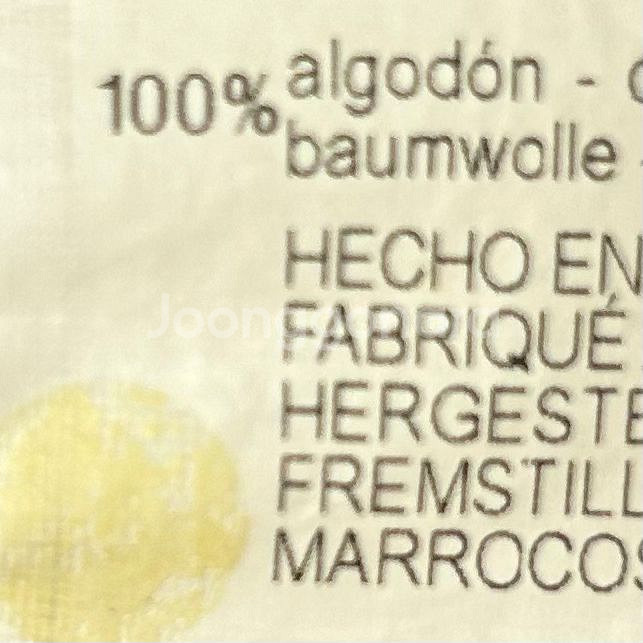 100% algodón -
baumwolle
HECHO EN
FABRIQUÉ
HERGESTE
FREMSTILL
MARROCOS